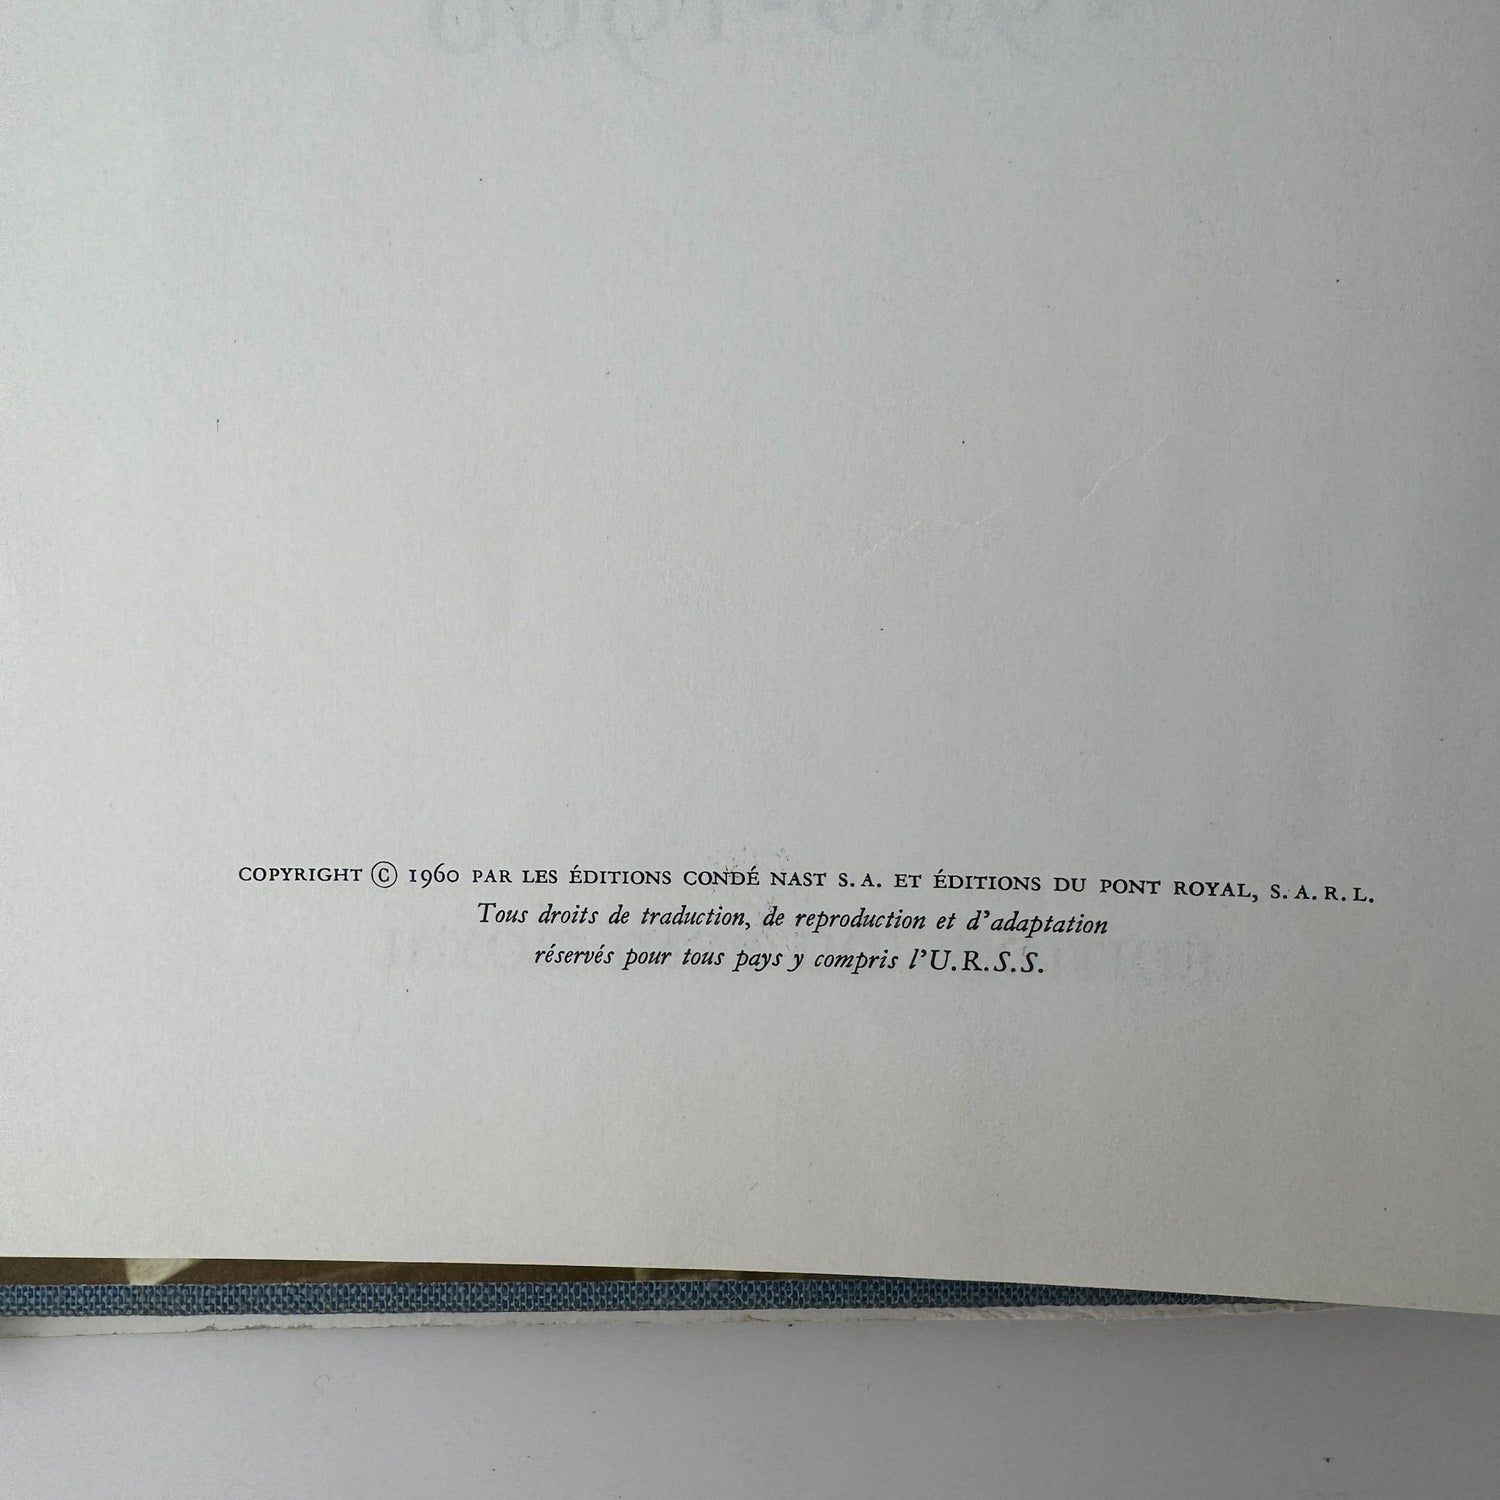 COPYRIGHT © 1960 PAR LES ÉDITIONS CONDÉ NAST S.A. ET ÉDITIONS DU PONT ROYAL, S.A.R.L.
Tous droits de traduction, de reproduction et d'adaptation
réservés pour tous pays y compris l'U.R.S.S.